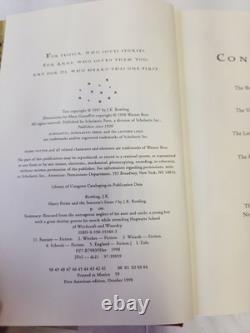 FOR JESSICA, WHO LOVES STORIES,
FOR ANNE, WHO LOVED THEM TOO,
AND FOR DI, WHO HEARD THIS ONE FIRST.
Text copyright © 1997 by J.K. Rowling
Illustrations by Mary GrandPré copyright © 1998 by Warner Bros.
All rights reserved. Published by Scholastic Press, a division of Scholastic Inc.,
Publishers since 1920
SCHOLASTIC, SCHOLASTIC PRESS, and the LANTERN LOGO
are trademarks and/or registered trademarks of Scholastic Inc.
HARRY POTTER and all related characters and elements are trademarks of Warner Bros.
No part of this publication may be reproduced, or stored in a retrieval system, or transmitted
in any form or by any means, electronic, mechanical, photocopying, recording, or otherwise, without
written permission of the publisher. For information regarding permissions, write to
Scholastic Inc., Attention: Permissions Department, 555 Broadway, New York, NY 10012.
Library of Congress Cataloging-in-Publication Data
Rowling, J.K.
Harry Potter and the Sorcerer's Stone / by J.K. Rowling
p. cm.
Summary: Rescued from the outrageous neglect of his aunt and uncle, a young boy
with a great destiny proves his worth while attending Hogwarts School
of Witchcraft and Wizardry.
ISBN 0-590-35340-3
[1. Fantasy — Fiction. 2. Witches — Fiction. 3. Wizards — Fiction.
4. Schools — Fiction. 5. England — Fiction.] I. Title.
[Fic] — dc21 97-39059
Printed in Mexico
First American edition, October 1998
CON
The
The
The
The